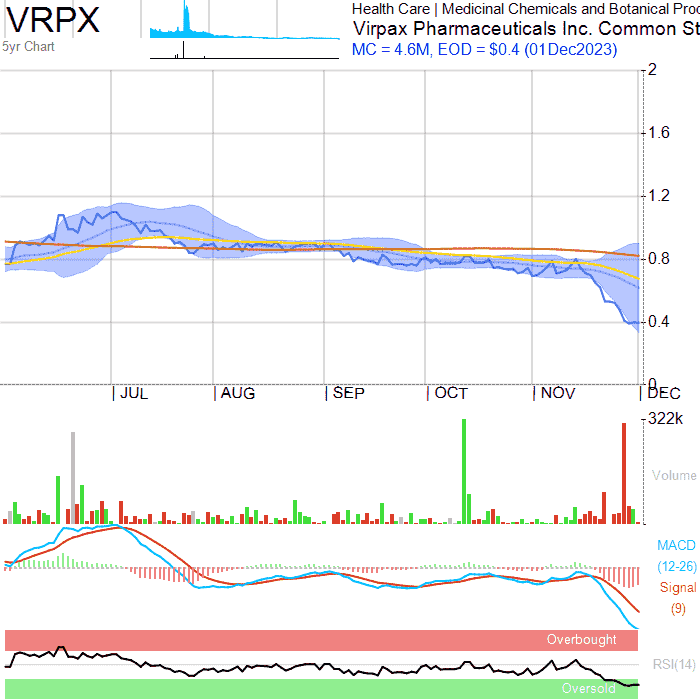 VRPX
5yr Chart
Health Care | Medicinal Chemicals and Botanical Proc
Virpax Pharmaceuticals Inc. Common St
MC = 4.6M, EOD = $0.4 (01Dec2023)
2
1.6
1.2
0.8
0.4
0
JUL AUG SEP OCT NOV DEC
322k
Volume
MACD
(12-26)
Signal
(9)
Overbought
RSI(14)
Oversold